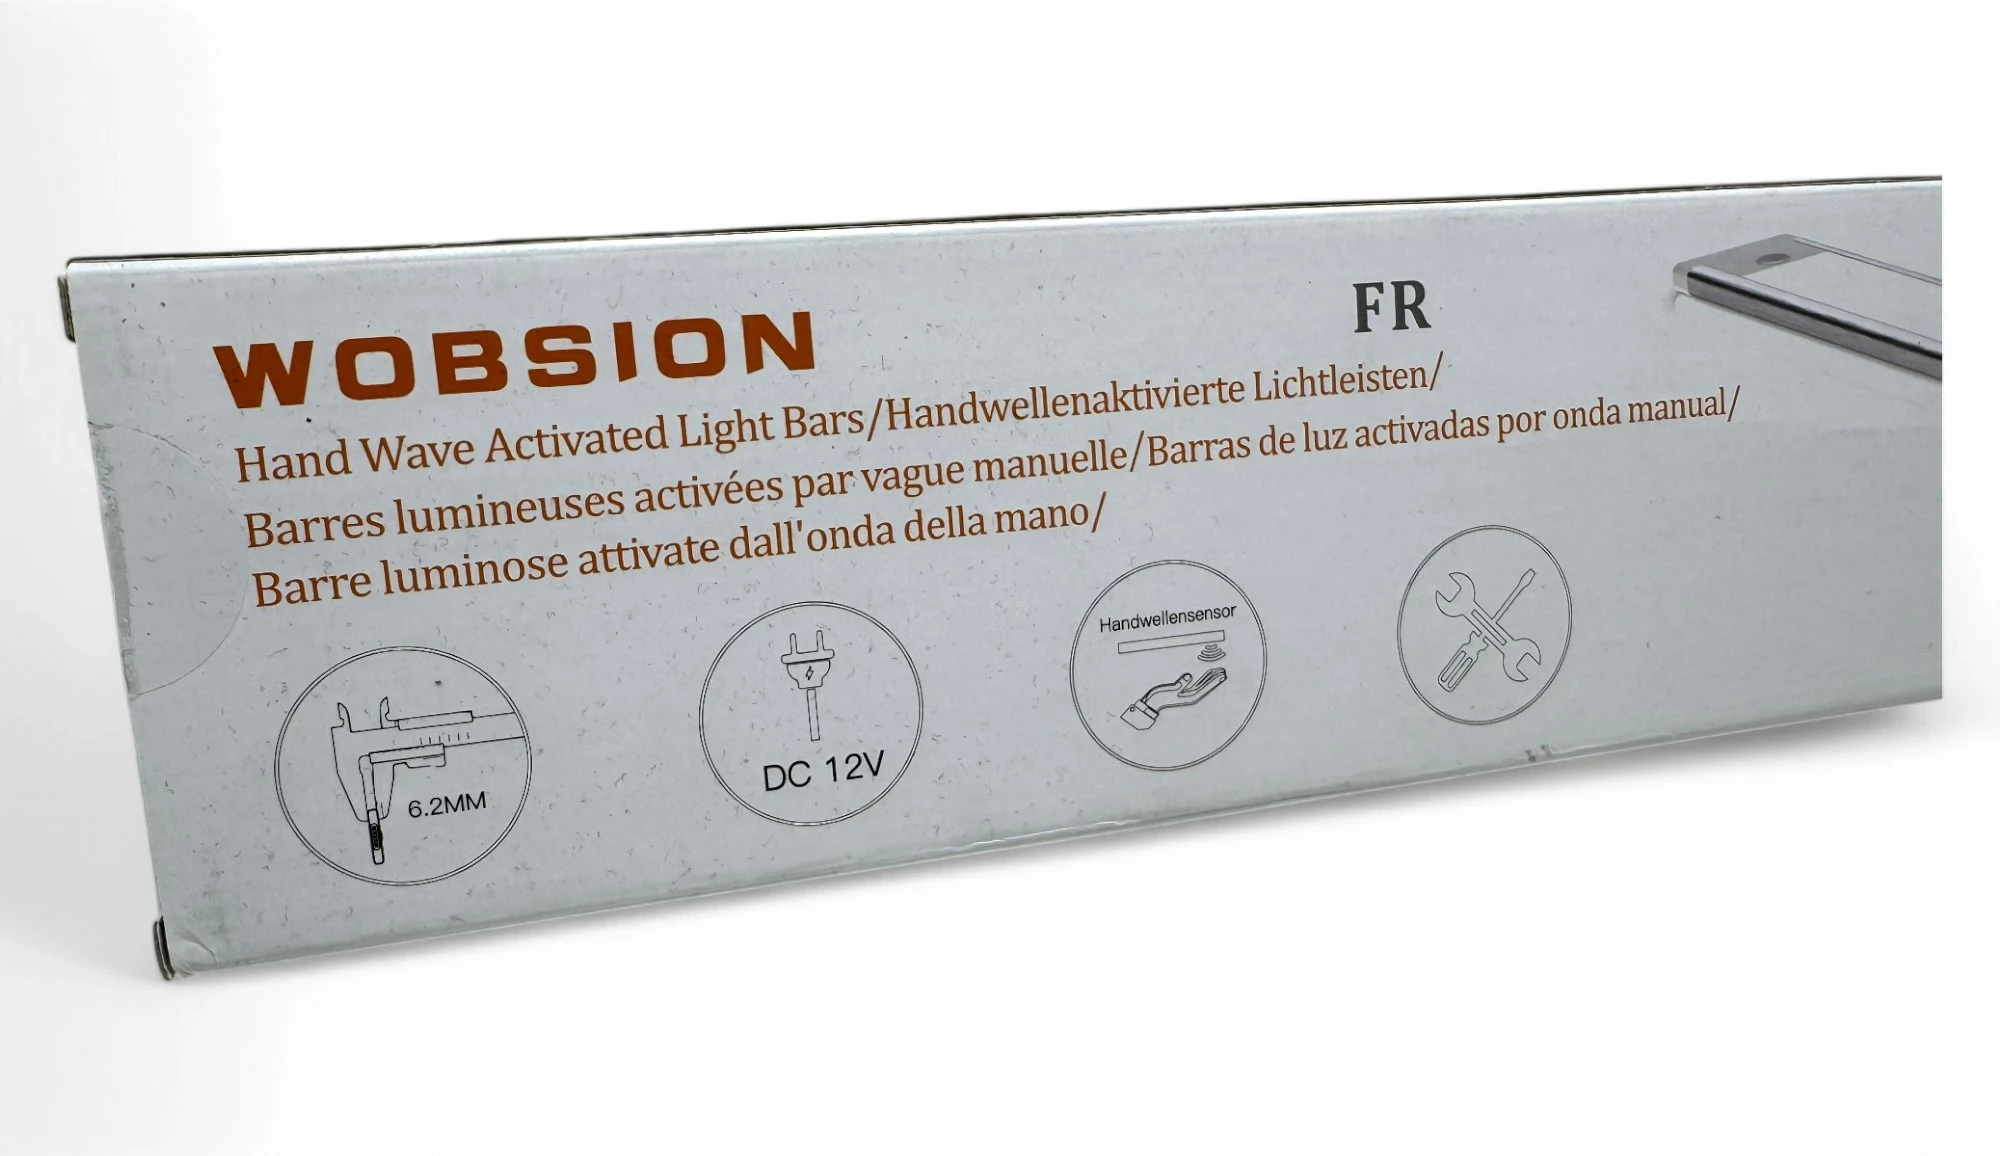 WOBSION
FR
Hand Wave Activated Light Bars/Handwellenaktivierte Lichtleisten/
Barres lumineuses activées par vague manuelle/Barras de luz activadas por onda manual/
Barre luminose attivate dall'onda della mano/
6.2MM
DC 12V
Handwellensensor